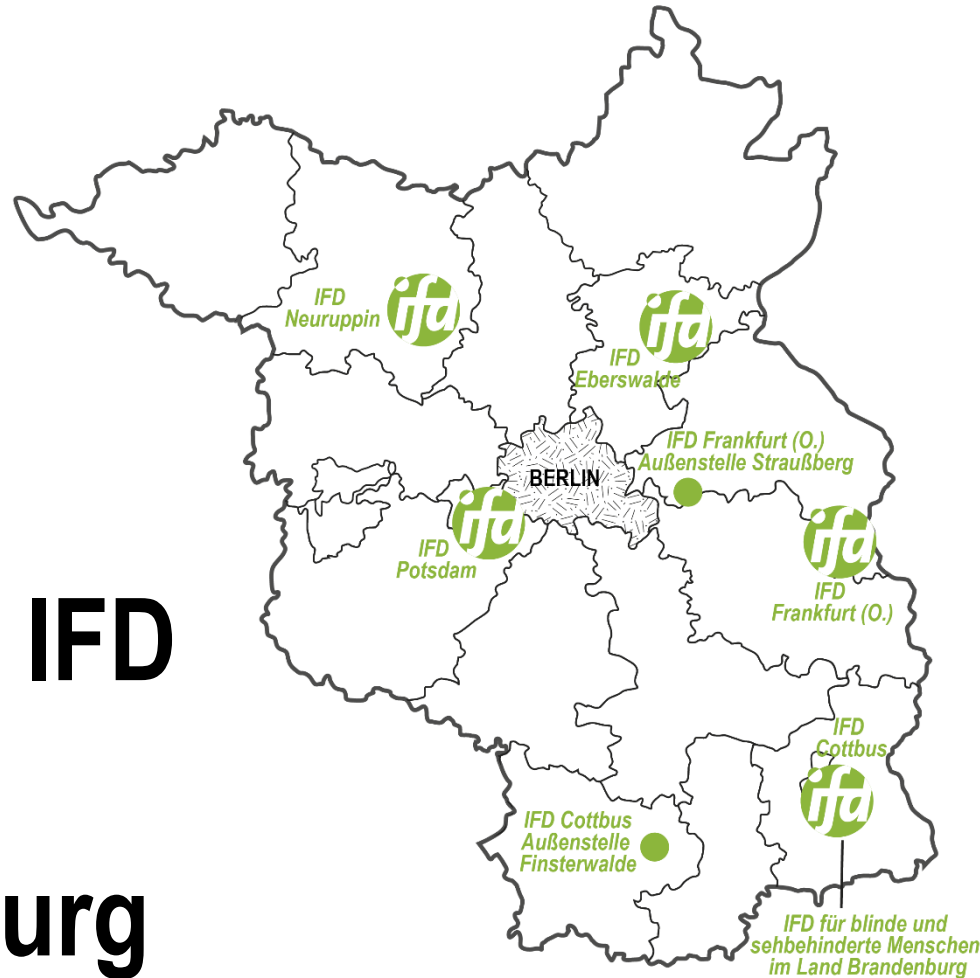 IFD
Neuruppin
ifd
ifd
IFD
Eberswalde
IFD Frankfurt (O.)
Außenstelle Straußberg
BERLIN
ifd
IFD
Potsdam
ifd
IFD
Frankfurt (O.)
IFD
IFD
Cottbus
ifd
IFD Cottbus
Außenstelle
Finsterwalde
urg
IFD für blinde und
sehbehinderte Menschen
im Land Brandenburg